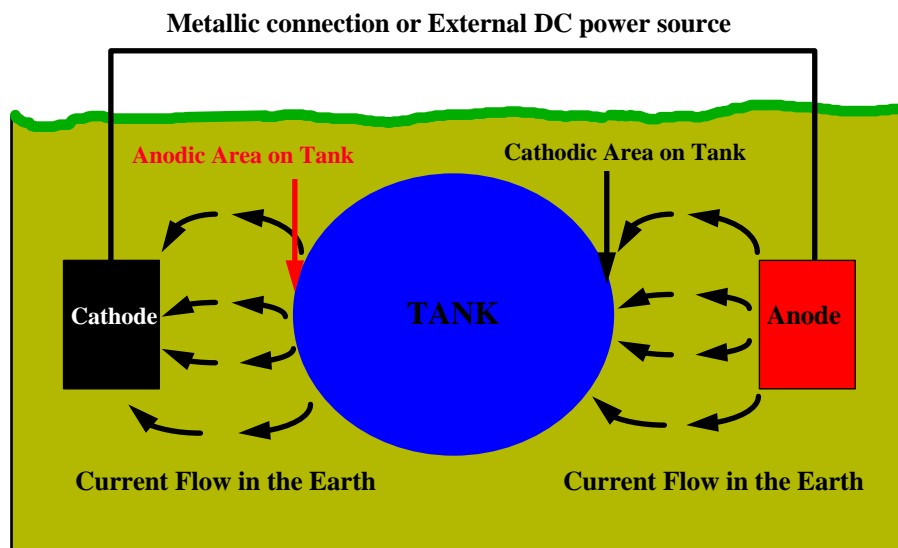 Metallic connection or External DC power source
Anodic Area on Tank
Cathodic Area on Tank
Cathode
TANK
Anode
Current Flow in the Earth
Current Flow in the Earth